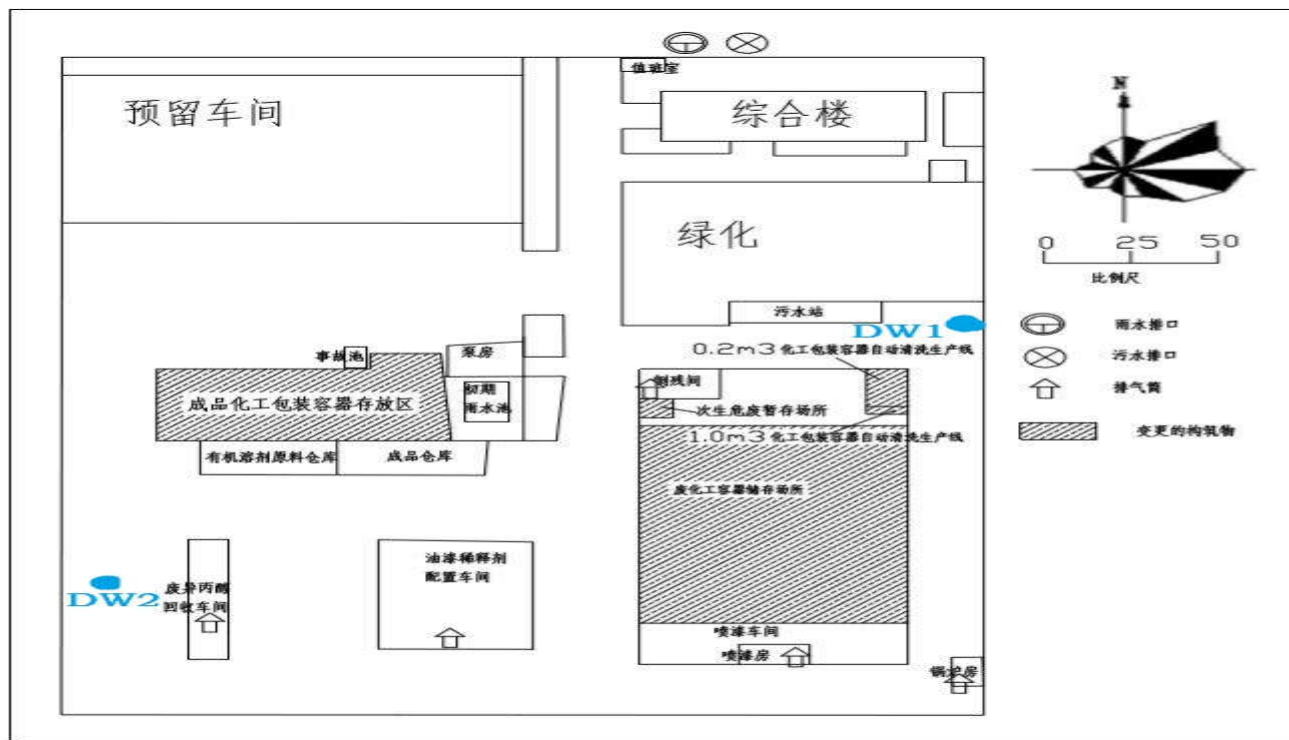 值班室
预留车间
综合楼
N
绿化
0 25 50
比例尺
污水站
DW1
雨水排口
0.2m3 化工包装容器自动清洗生产线
事故池
泵房
污水排口
倒残间
初期
雨水池
排气筒
成品化工包装容器存放区
次生危废暂存场所
1.0m3 化工包装容器自动清洗生产线
变更的构筑物
有机溶剂原料仓库
成品仓库
废化工容器储存场所
油漆稀释剂
配置车间
DW2
废异丙醇
回收车间
喷漆车间
喷漆房
锅炉房